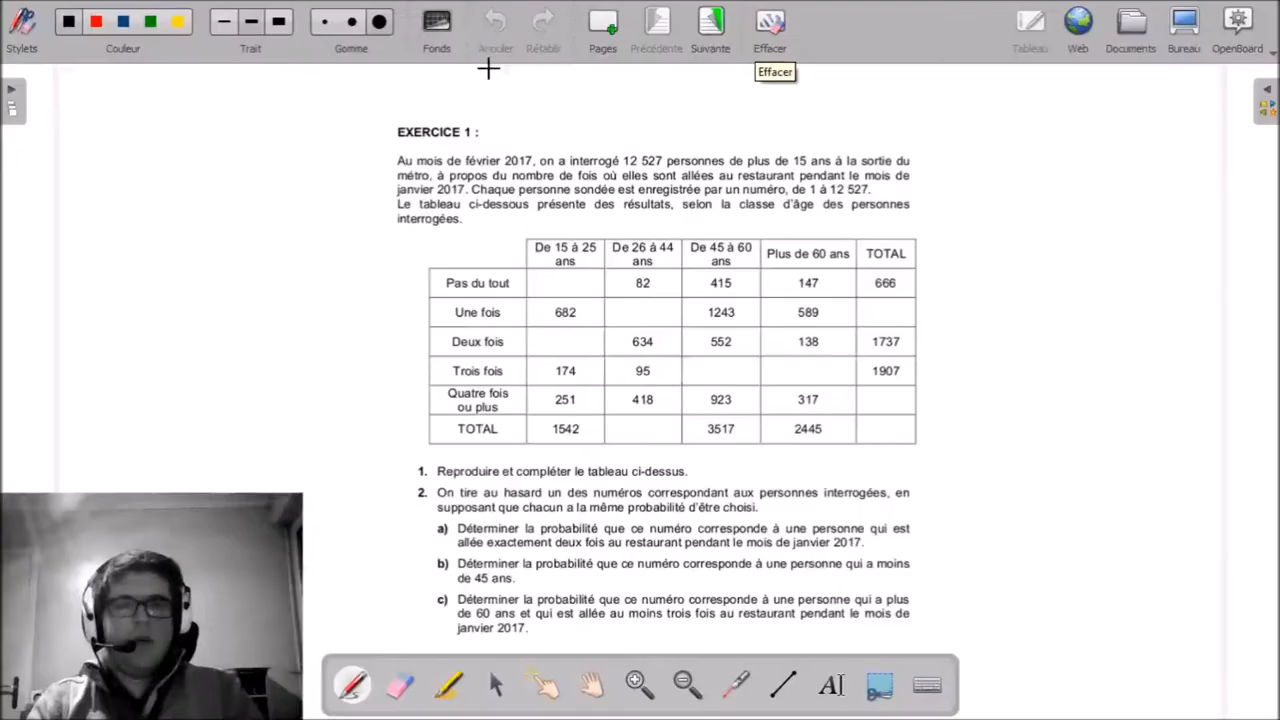 Stylets Couleur Trait Gomme Fonds Annuler Rétablir Pages Précédente Suivante Effacer Tableau Web Documents Bureau OpenBoard
Effacer
EXERCICE 1 :
Au mois de février 2017, on a interrogé 12 527 personnes de plus de 15 ans à la sortie du
métro, à propos du nombre de fois où elles sont allées au restaurant pendant le mois de
janvier 2017. Chaque personne sondée est enregistrée par un numéro, de 1 à 12 527.
Le tableau ci-dessous présente des résultats, selon la classe d'âge des personnes
interrogées.
De 15 à 25 ans De 26 à 44 ans De 45 à 60 ans Plus de 60 ans TOTAL
Pas du tout 82 415 147 666
Une fois 682 1243 589
Deux fois 634 552 138 1737
Trois fois 174 95 1907
Quatre fois ou plus 251 418 923 317
TOTAL 1542 3517 2445
1. Reproduire et compléter le tableau ci-dessus.
2. On tire au hasard un des numéros correspondant aux personnes interrogées, en
supposant que chacun a la même probabilité d'être choisi.
a) Déterminer la probabilité que ce numéro corresponde à une personne qui est
allée exactement deux fois au restaurant pendant le mois de janvier 2017.
b) Déterminer la probabilité que ce numéro corresponde à une personne qui a moins
de 45 ans.
c) Déterminer la probabilité que ce numéro corresponde à une personne qui a plus
de 60 ans et qui est allée au moins trois fois au restaurant pendant le mois de
janvier 2017.
AI